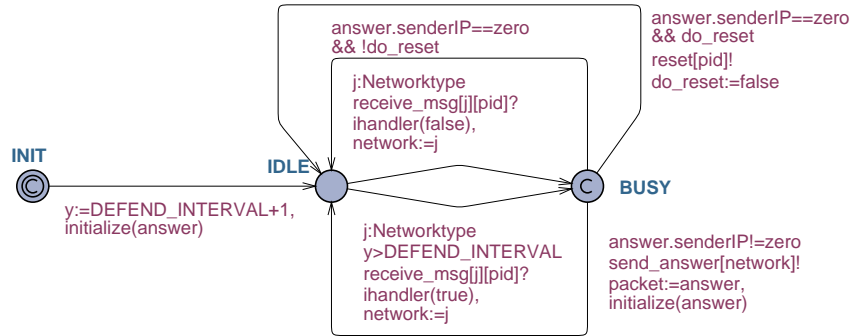 answer.senderIP==zero
&& !do_reset
answer.senderIP==zero
&& do_reset
reset[pid]!
do_reset:=false
j:Networktype
receive_msg[j][pid]?
ihandler(false),
network:=j
INIT
IDLE
C
C
BUSY
y:=DEFEND_INTERVAL+1,
initialize(answer)
j:Networktype
y>DEFEND_INTERVAL
receive_msg[j][pid]?
ihandler(true),
network:=j
answer.senderIP!=zero
send_answer[network]!
packet:=answer,
initialize(answer)